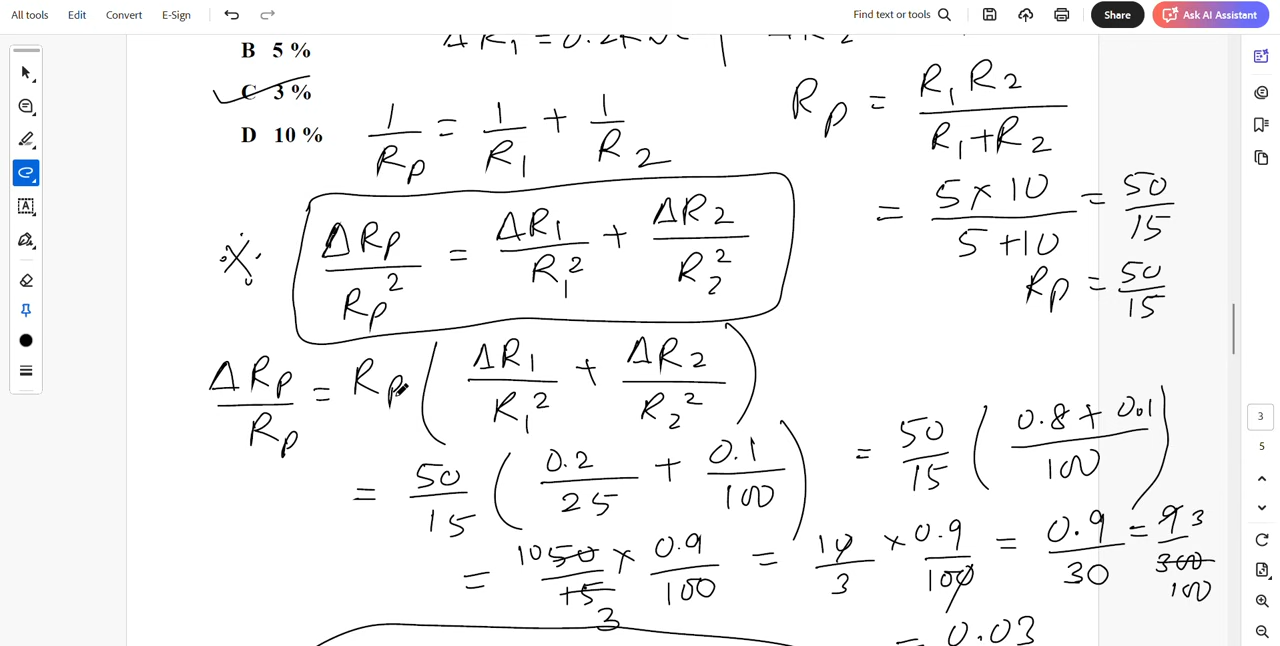 All tools Edit Convert E-Sign Find text or tools Share Ask AI Assistant
B 5 %
C 3 %
D 10 %
ΔR₁ = 0.2
1/Rp = 1/R₁ + 1/R₂
Rp = R₁R₂/(R₁+R₂)
= (5 × 10)/(5 + 10) = 50/15
Rp = 50/15
ΔRp/Rp² = ΔR₁/R₁² + ΔR₂/R₂²
ΔRp/Rp = Rp (ΔR₁/R₁² + ΔR₂/R₂²)
= 50/15 (0.2/25 + 0.1/100)
= 50/15 ((0.8 + 0.1)/100)
= 10 50/15 3 × 0.9/100 = 10/3 × 0.9/100 = 0.9/30 = 9 3/300 100
= 0.03
3
5